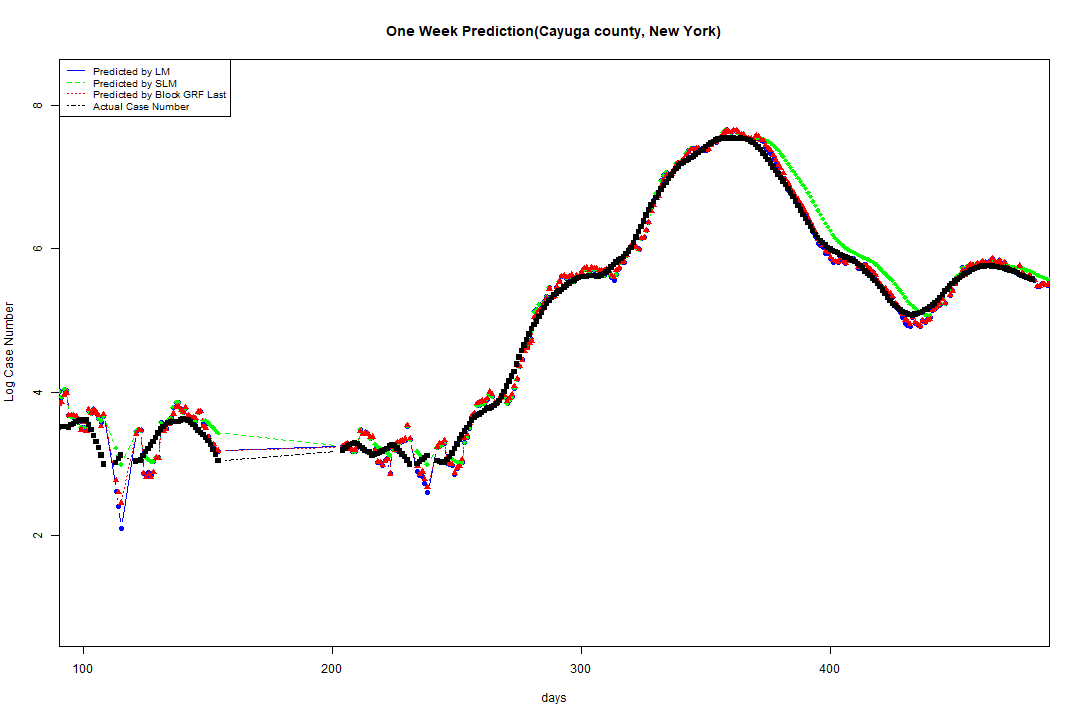 One Week Prediction(Cayuga county, New York)
Predicted by LM
Predicted by SLM
Predicted by Block GRF Last
Actual Case Number
8
6
4
2
Log Case Number
100 200 300 400
days